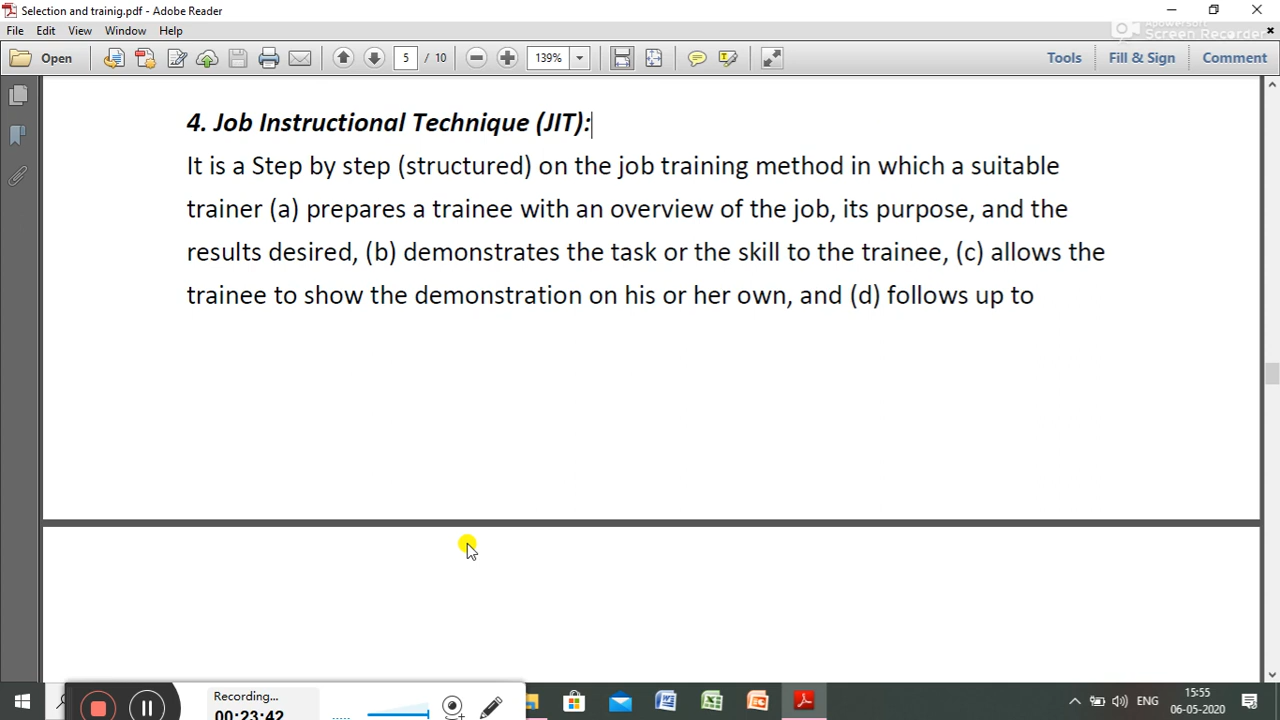 Selection and trainig.pdf - Adobe Reader
File Edit View Window Help
Apowersoft
Screen Recorder
Open 5 / 10 139% Tools Fill & Sign Comment
4. Job Instructional Technique (JIT):
It is a Step by step (structured) on the job training method in which a suitable
trainer (a) prepares a trainee with an overview of the job, its purpose, and the
results desired, (b) demonstrates the task or the skill to the trainee, (c) allows the
trainee to show the demonstration on his or her own, and (d) follows up to
Recording...
00:23:42
ENG
15:55
06-05-2020